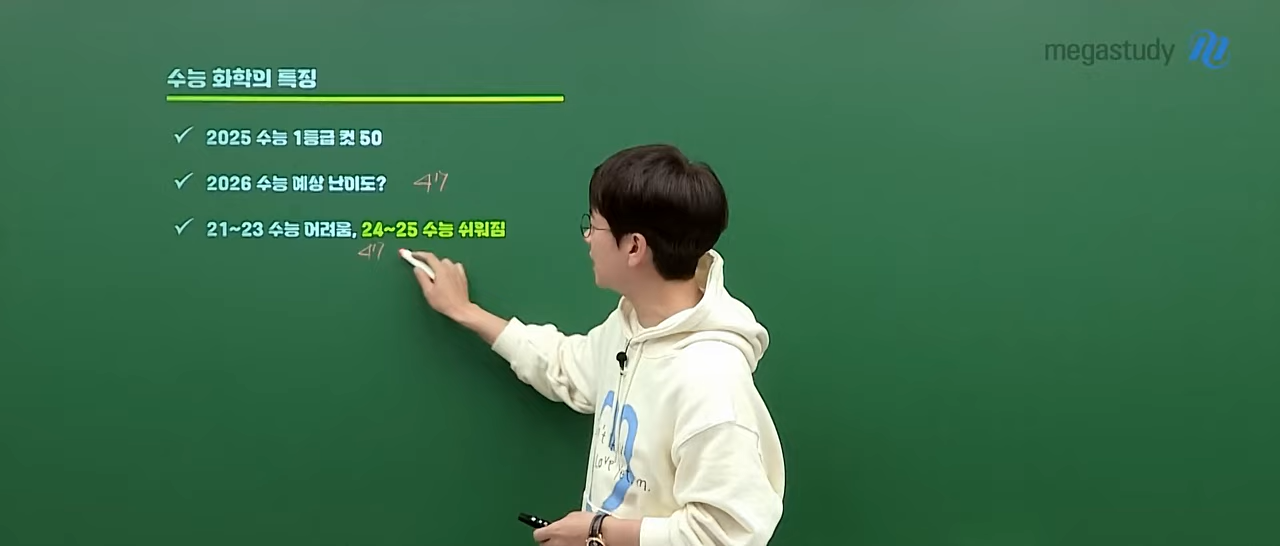 megastudy
수능 화학의 특징
✓ 2025 수능 1등급 컷 50
✓ 2026 수능 예상 난이도? 47
✓ 21~23 수능 어려움, 24~25 수능 쉬워짐
47